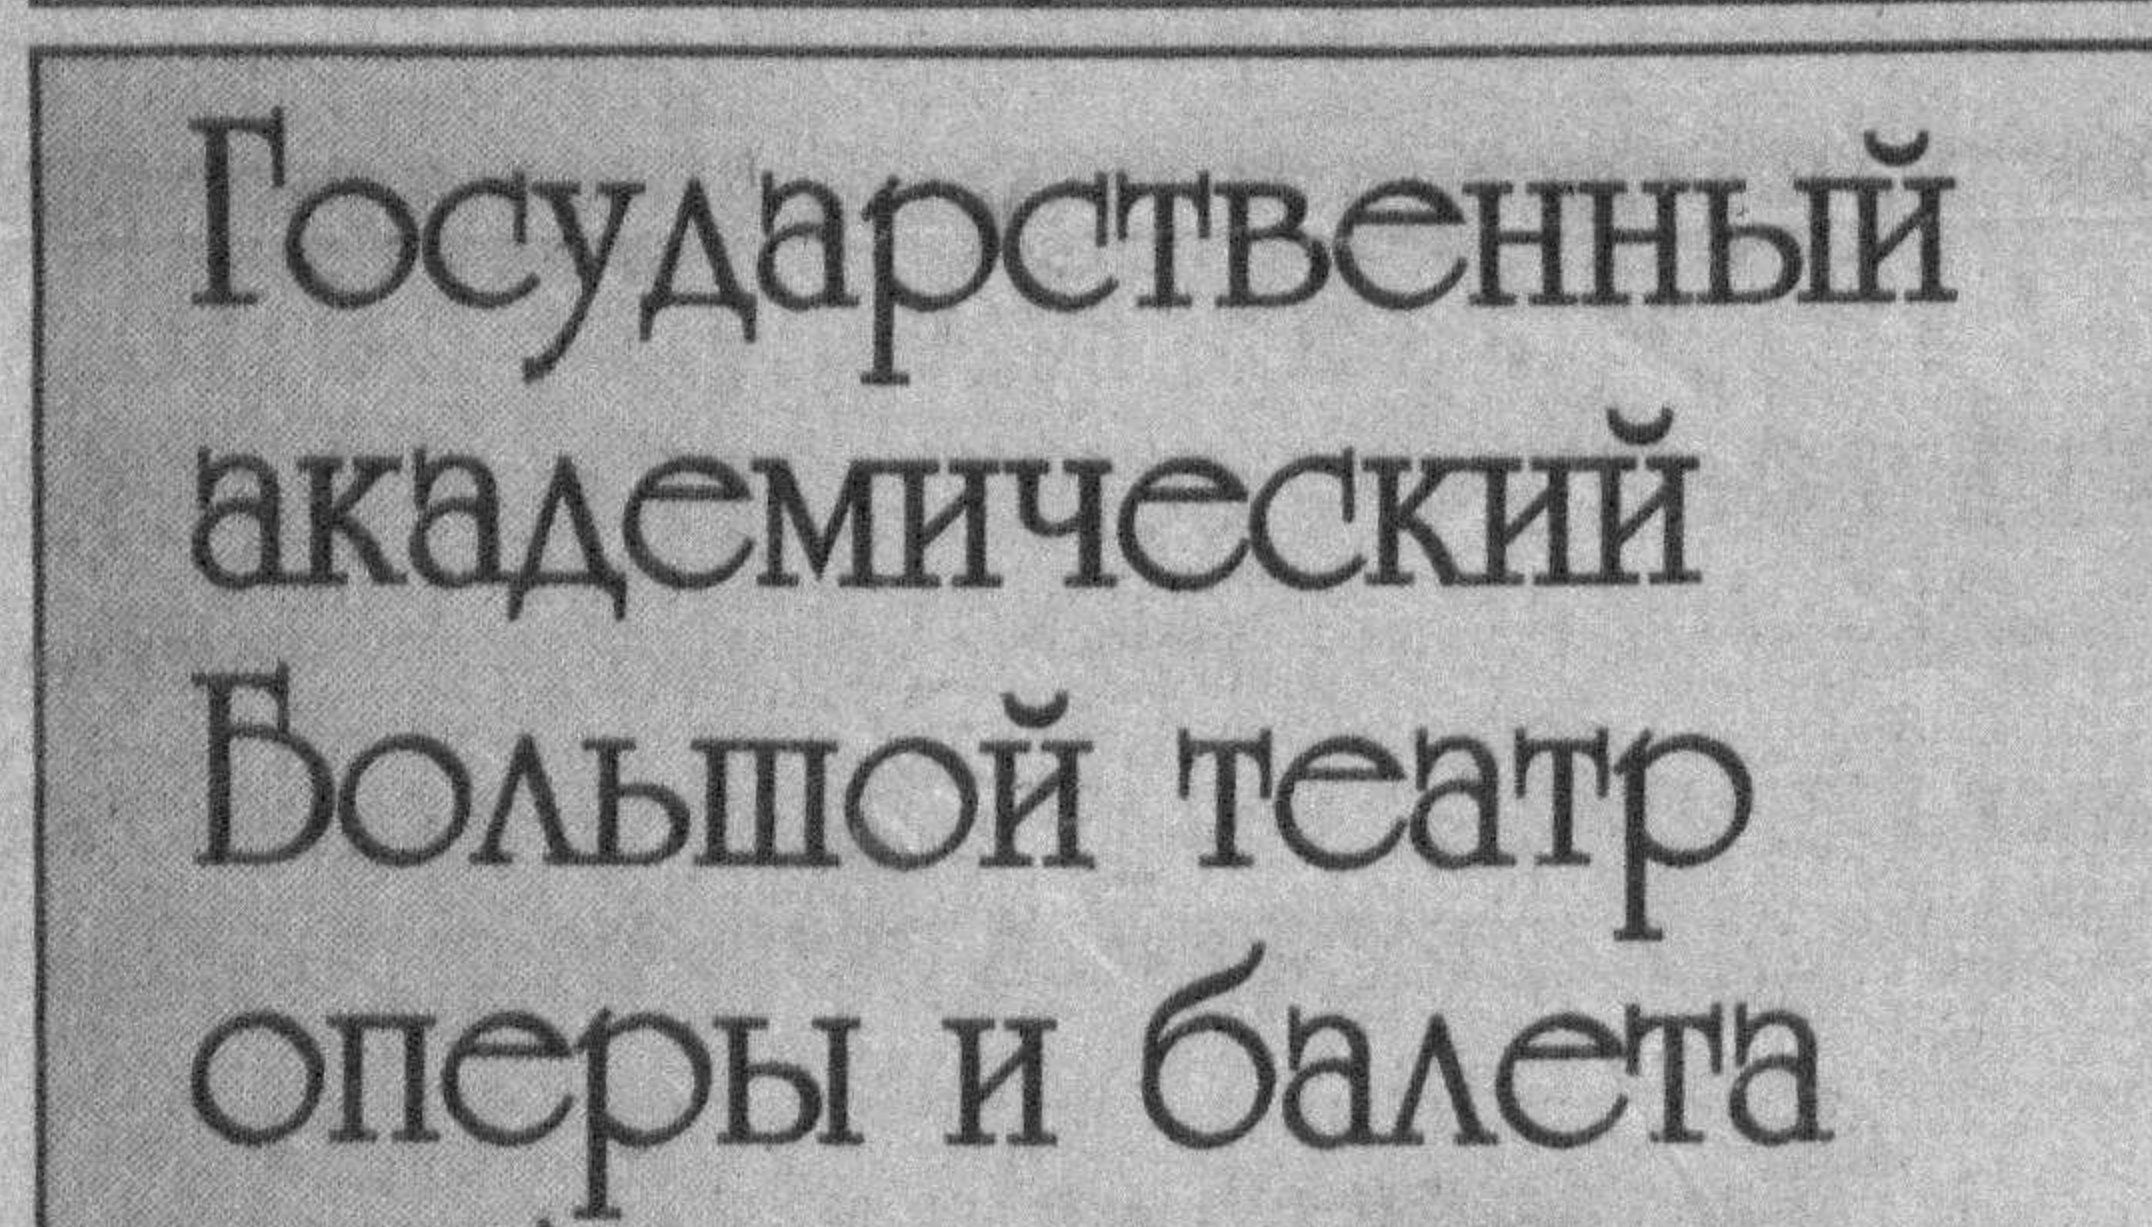 Государственный
академический
Большой театр
оперы и балета